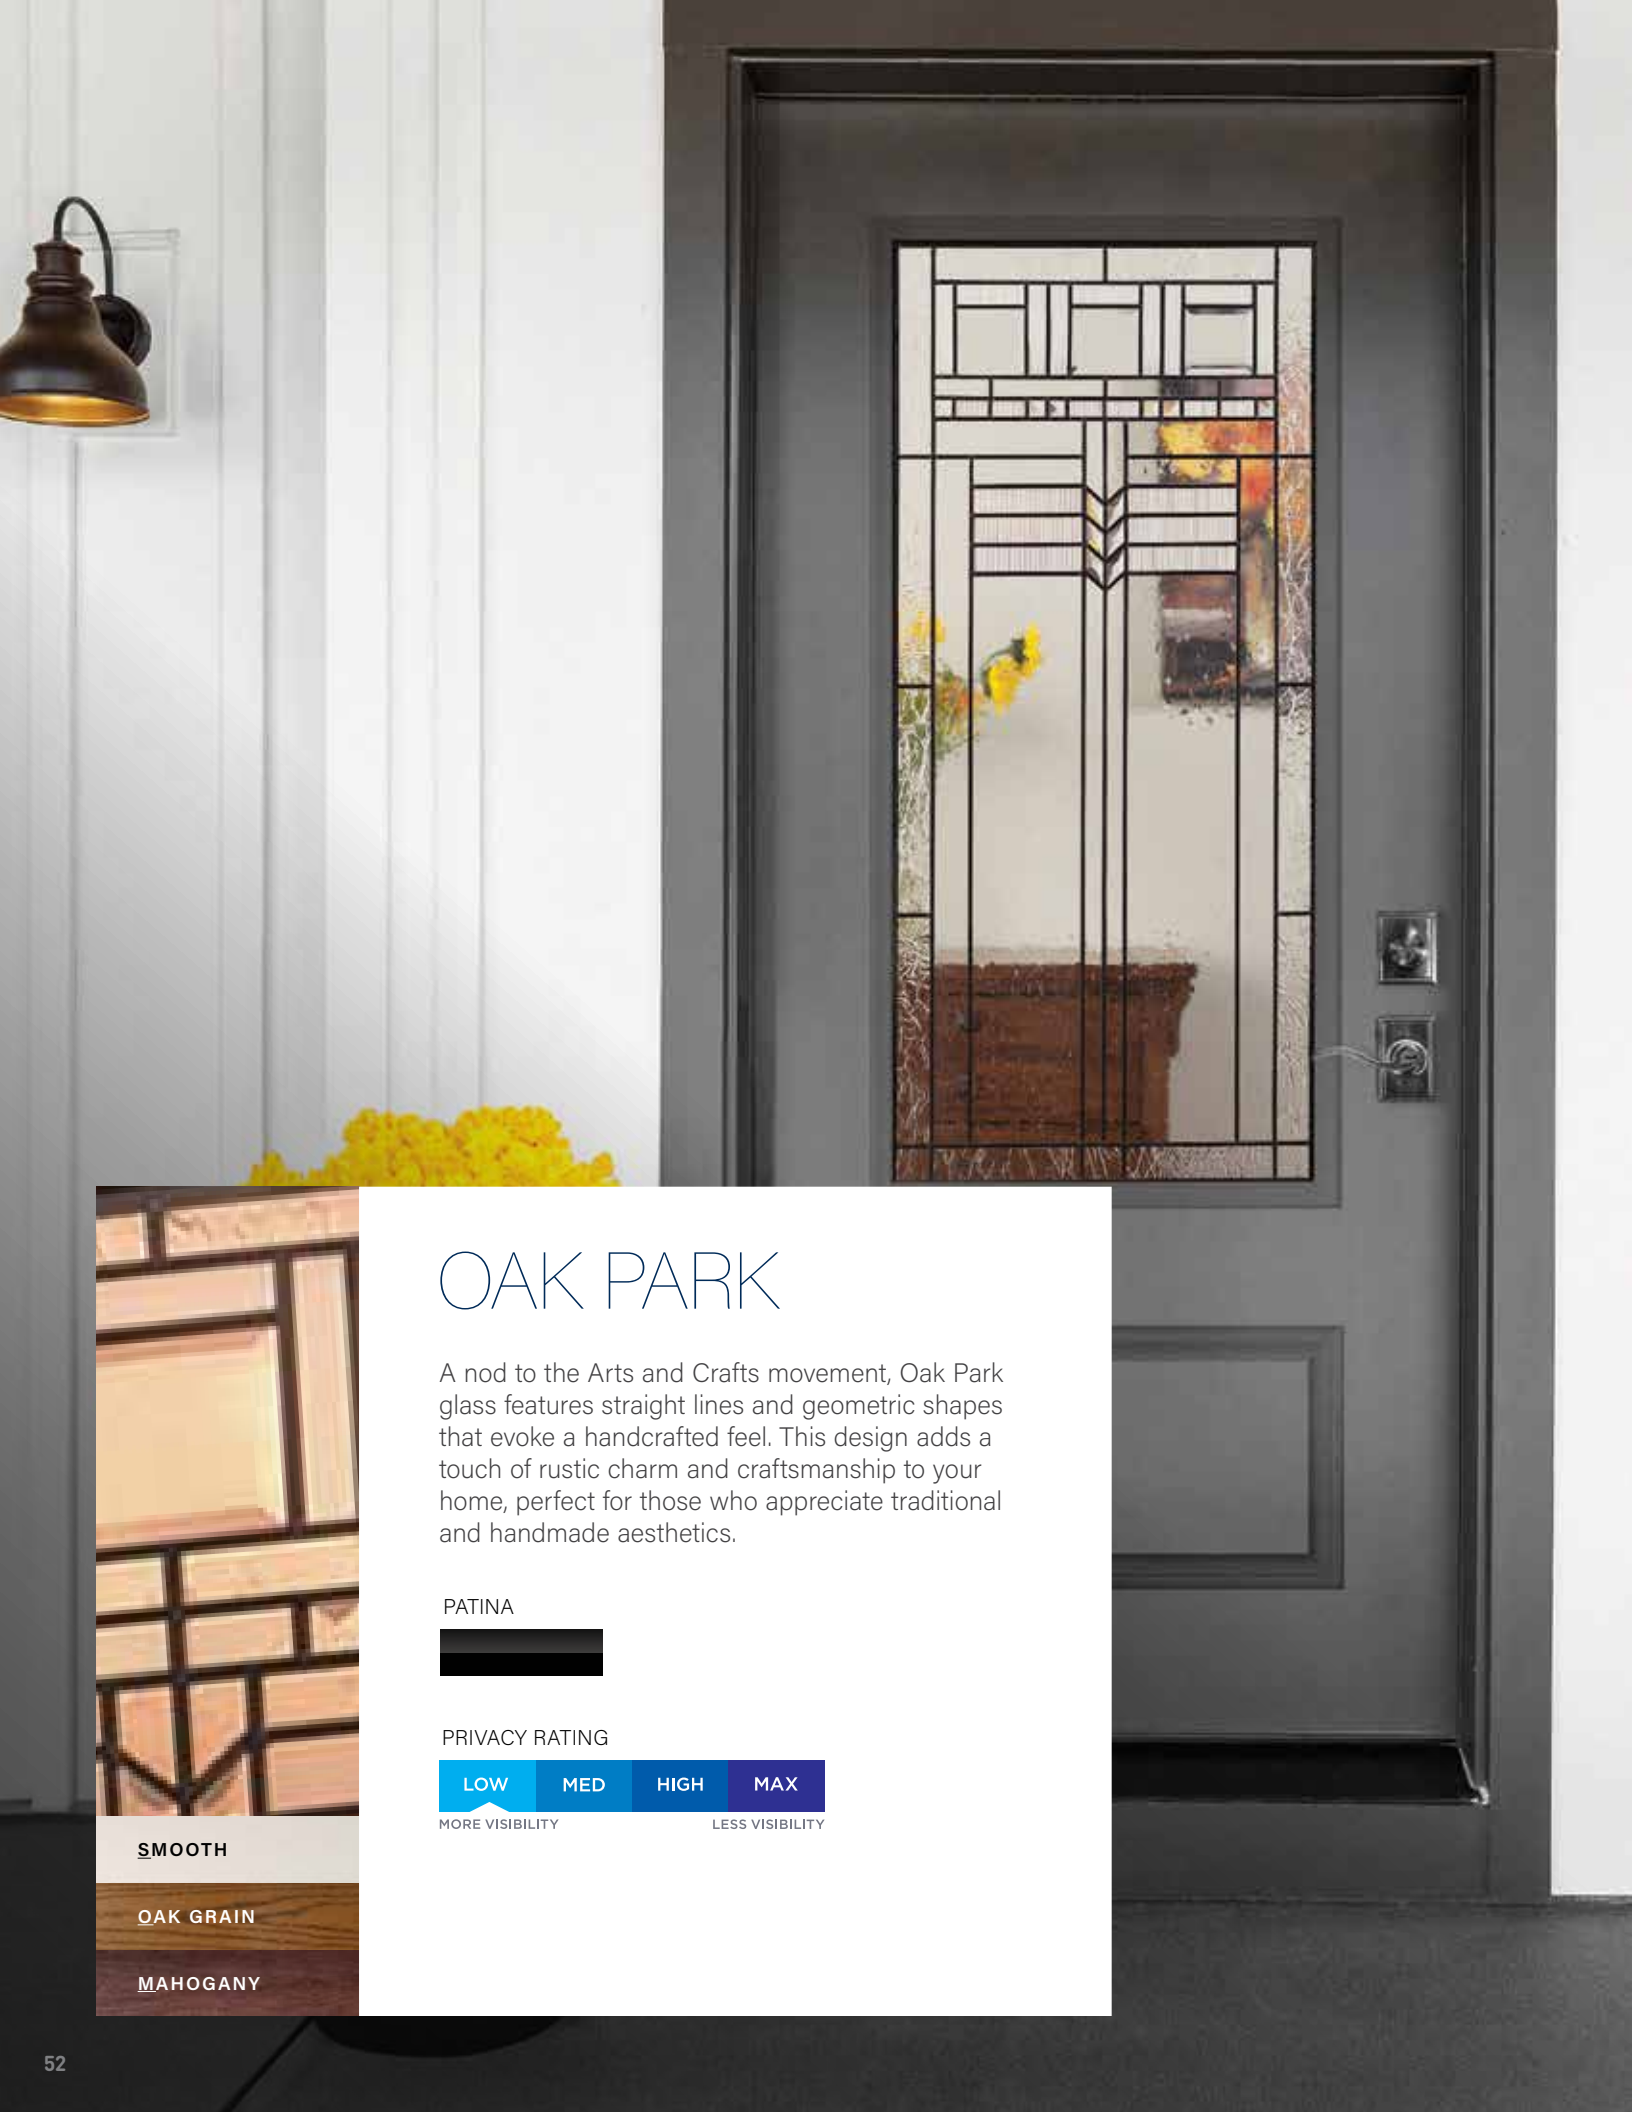 OAK PARK
A nod to the Arts and Crafts movement, Oak Park
glass features straight lines and geometric shapes
that evoke a handcrafted feel. This design adds a
touch of rustic charm and craftsmanship to your
home, perfect for those who appreciate traditional
and handmade aesthetics.
PATINA
PRIVACY RATING
LOW MED HIGH MAX
MORE VISIBILITY LESS VISIBILITY
SMOOTH
OAK GRAIN
MAHOGANY
52